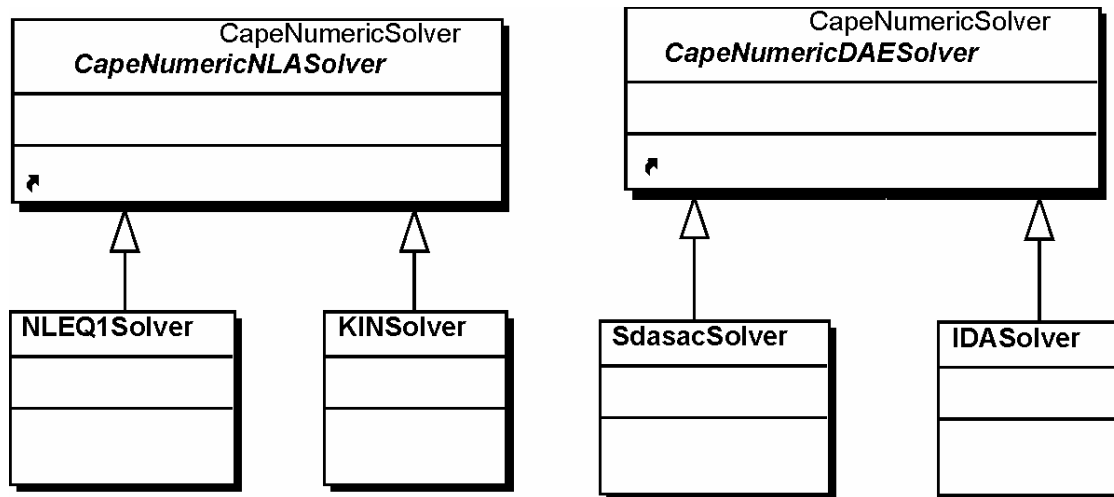 CapeNumericSolver
CapeNumericNLASolver
CapeNumericSolver
CapeNumericDAESolver
NLEQ1Solver
KINSolver
SdasacSolver
IDASolver